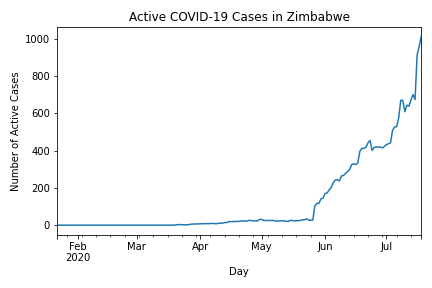 Active COVID-19 Cases in Zimbabwe
Number of Active Cases
1000
800
600
400
200
0
Feb Mar Apr May Jun Jul
2020
Day